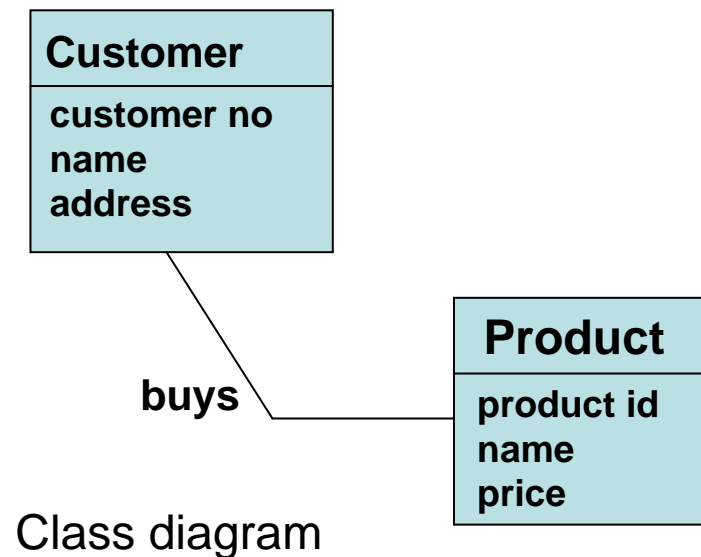 Customer
customer no
name
address
buys
Product
product id
name
price
Class diagram